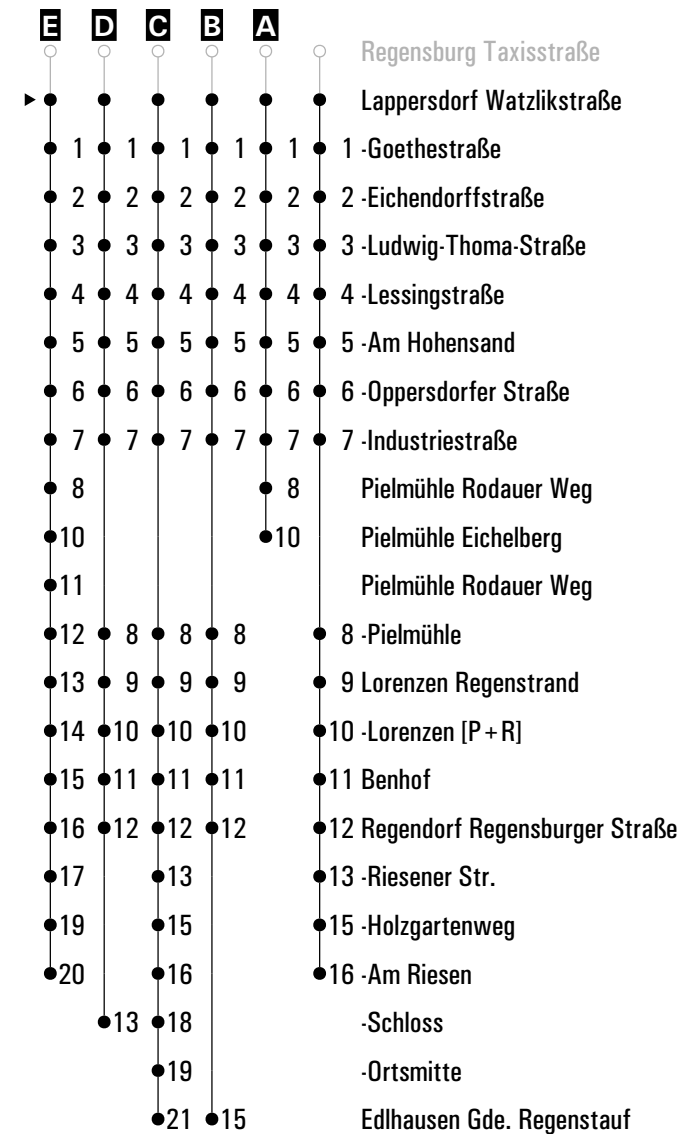 E D C B A
Regensburg Taxisstraße
Lappersdorf Watzlikstraße
1 1 1 1 1 1 -Goethestraße
2 2 2 2 2 2 -Eichendorffstraße
3 3 3 3 3 3 -Ludwig-Thoma-Straße
4 4 4 4 4 4 -Lessingstraße
5 5 5 5 5 5 -Am Hohensand
6 6 6 6 6 6 -Oppersdorfer Straße
7 7 7 7 7 7 -Industriestraße
8 8 Pielmühle Rodauer Weg
10 10 Pielmühle Eichelberg
11 Pielmühle Rodauer Weg
12 8 8 8 8 -Pielmühle
13 9 9 9 9 Lorenzen Regenstrand
14 10 10 10 10 -Lorenzen [P+R]
15 11 11 11 11 Benhof
16 12 12 12 12 Regendorf Regensburger Straße
17 13 13 -Riesener Str.
19 15 15 -Holzgartenweg
20 16 16 -Am Riesen
13 18 -Schloss
19 -Ortsmitte
21 15 Edlhausen Gde. Regenstauf